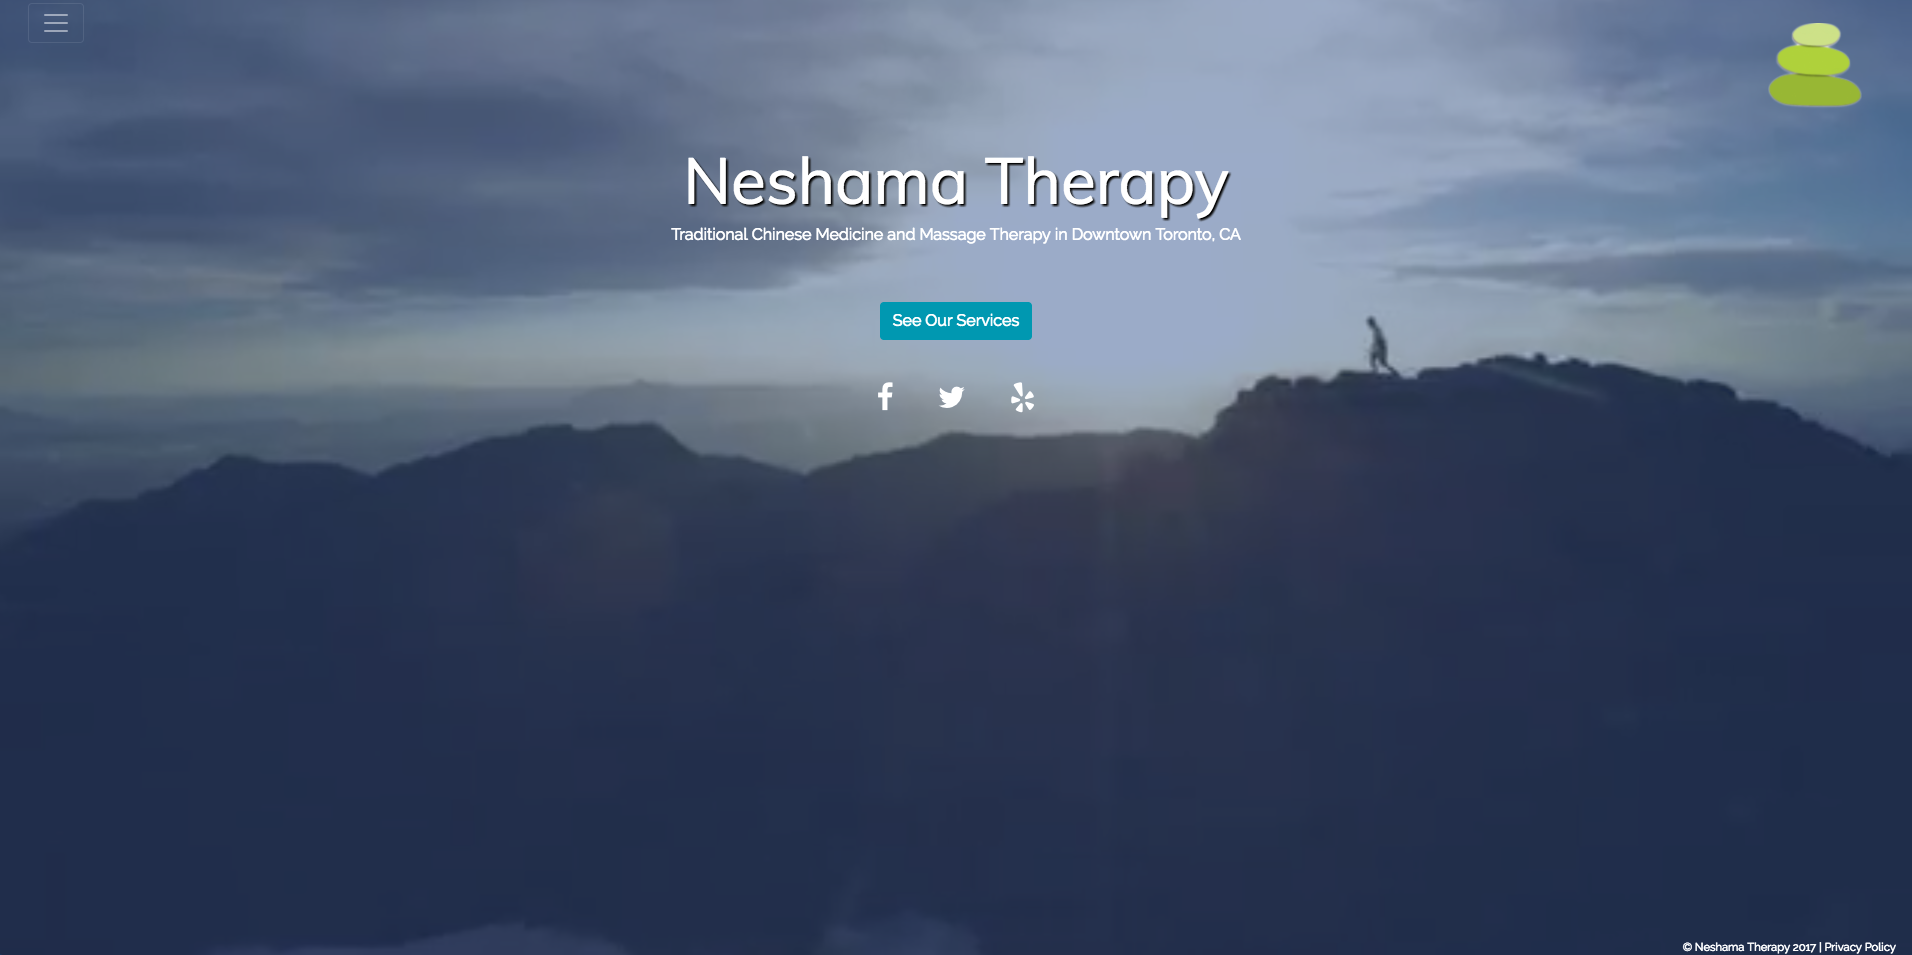 Neshama Therapy
Traditional Chinese Medicine and Massage Therapy in Downtown Toronto, CA
See Our Services
© Neshama Therapy 2017 | Privacy Policy